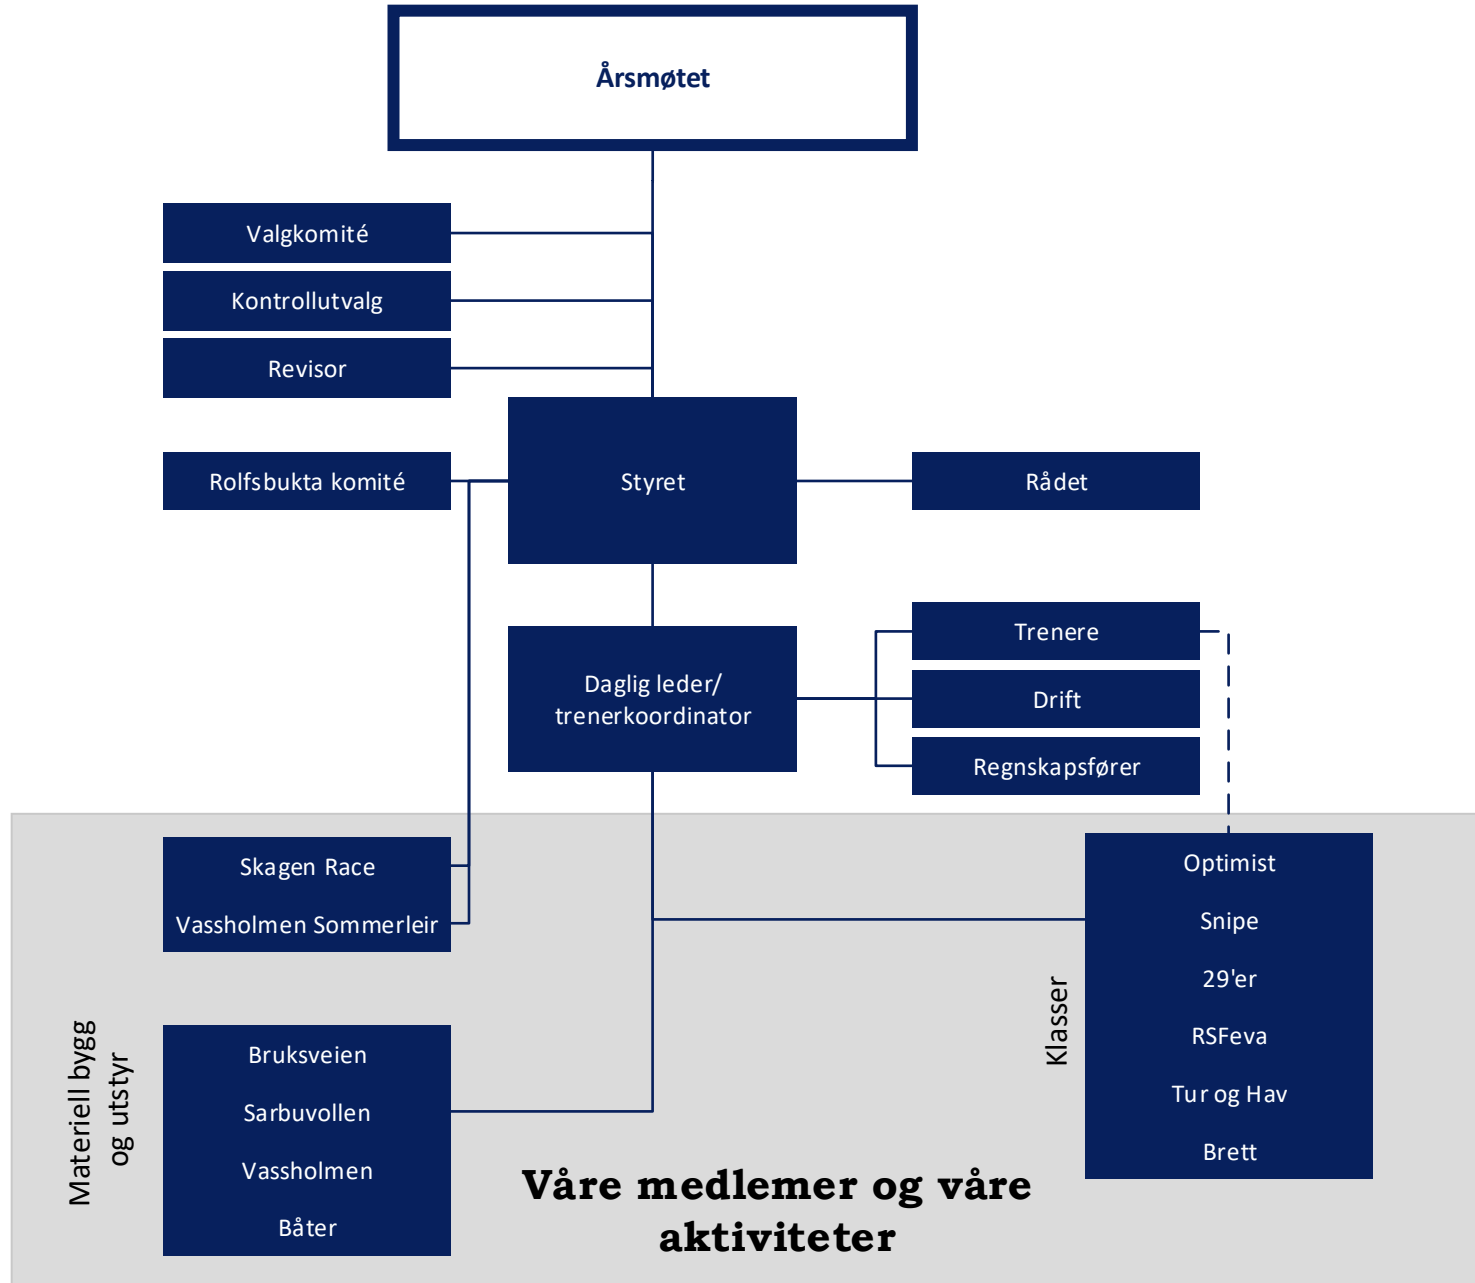 Årsmøtet
Valgkomité
Kontrollutvalg
Revisor
Rolfsbukta komité
Styret
Rådet
Daglig leder/
trenerkoordinator
Trenere
Drift
Regnskapsfører
Skagen Race
Vassholmen Sommerleir
Materiell bygg
og utstyr
Bruksveien
Sarbuvollen
Vassholmen
Båter
Klasser
Optimist
Snipe
29'er
RSFeva
Tur og Hav
Brett
Våre medlemer og våre
aktiviteter